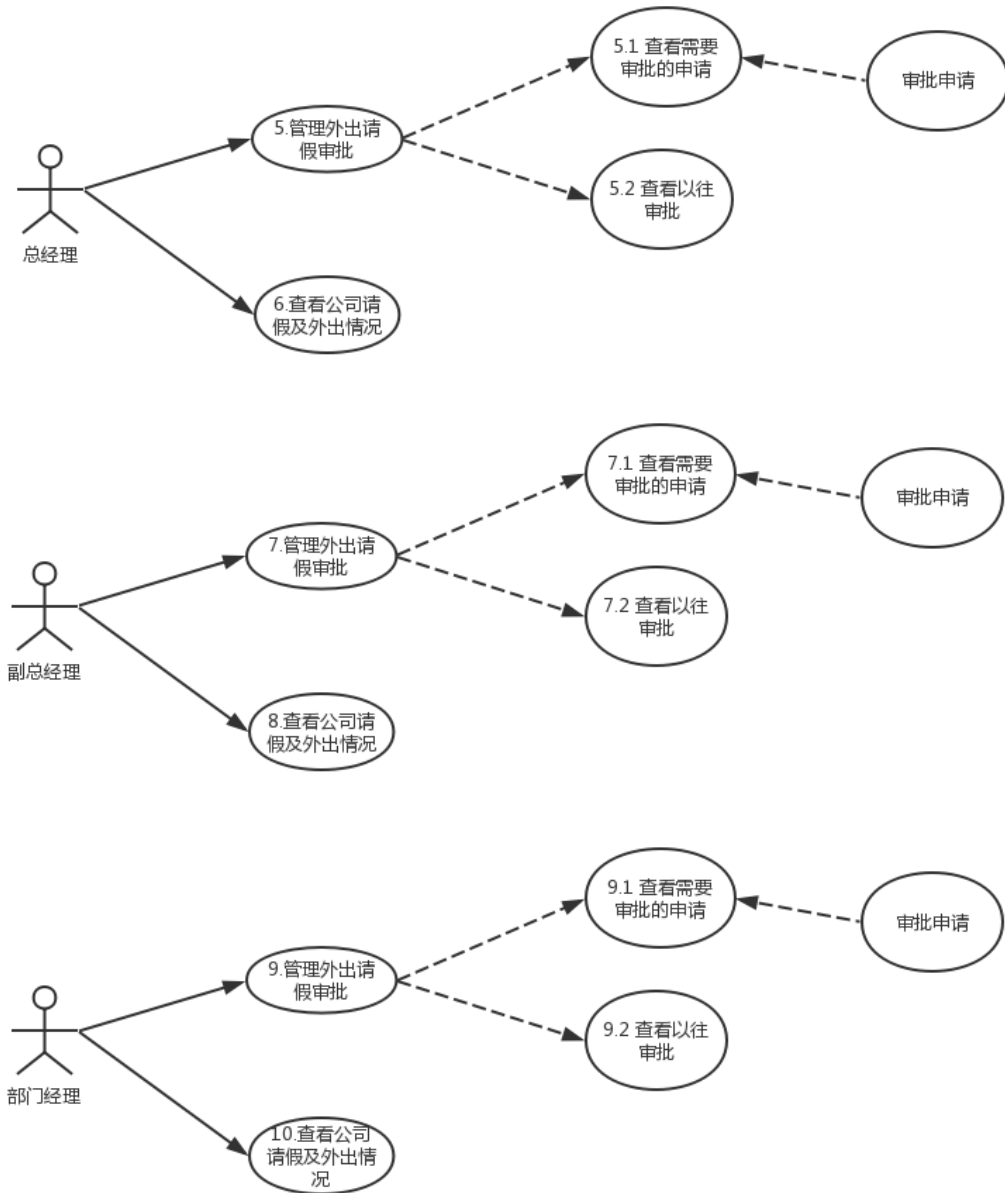 5.1 查看需要
审批的申请
审批申请
5.管理外出请
假审批
5.2 查看以往
审批
总经理
6.查看公司请
假及外出情况
7.1 查看需要
审批的申请
审批申请
7.管理外出请
假审批
7.2 查看以往
审批
副总经理
8.查看公司请
假及外出情况
9.1 查看需要
审批的申请
审批申请
9.管理外出请
假审批
9.2 查看以往
审批
部门经理
10.查看公司
请假及外出情
况